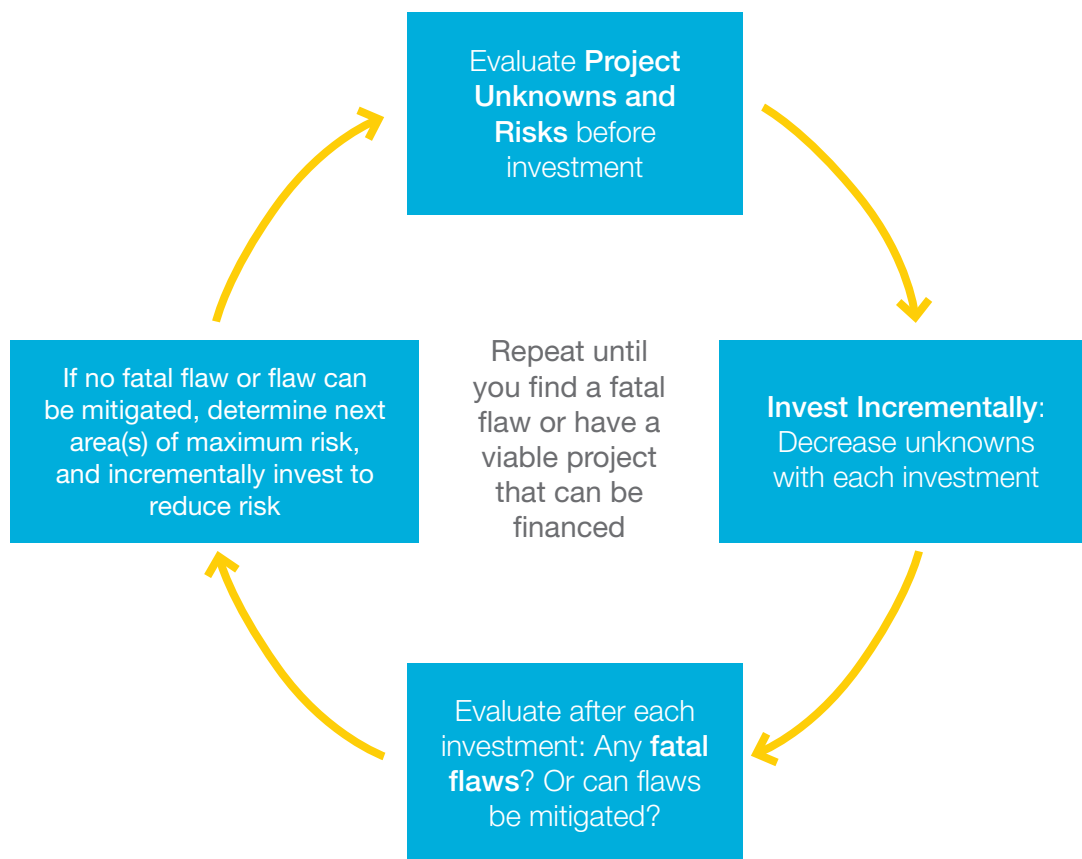 Evaluate Project
Unknowns and
Risks before
investment
Invest Incrementally:
Decrease unknowns
with each investment
Evaluate after each
investment: Any fatal
flaws? Or can flaws
be mitigated?
If no fatal flaw or flaw can
be mitigated, determine next
area(s) of maximum risk,
and incrementally invest to
reduce risk
Repeat until
you find a fatal
flaw or have a
viable project
that can be
financed